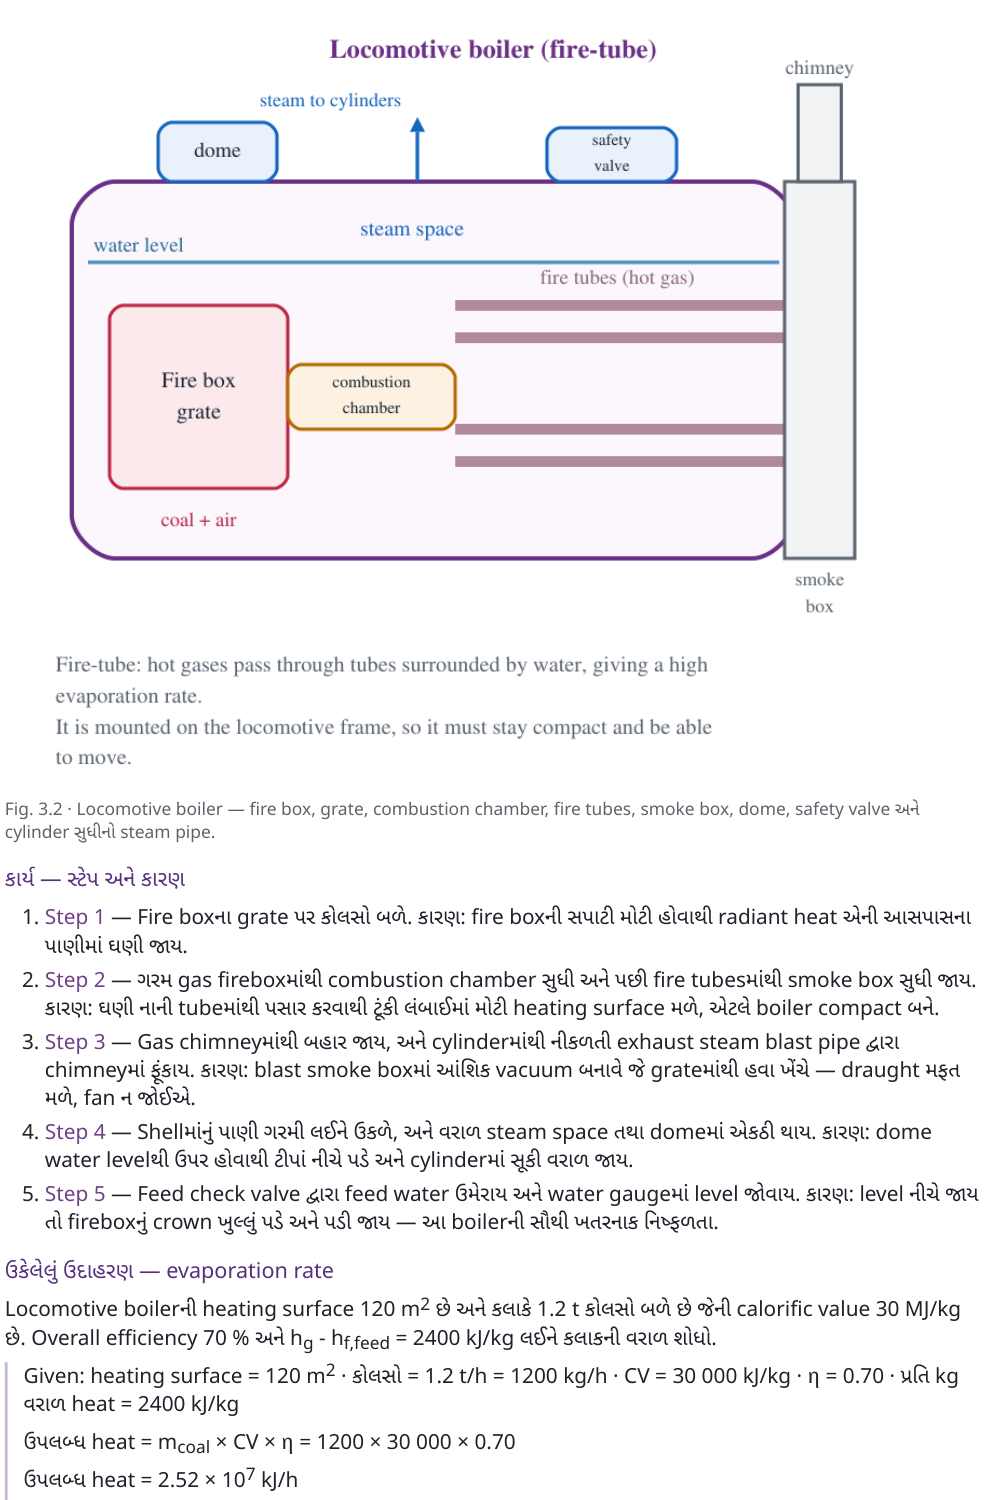 Locomotive boiler (fire-tube)
chimney
steam to cylinders
dome
safety
valve
steam space
water level
fire tubes (hot gas)
Fire box
grate
combustion
chamber
coal + air
smoke
box
Fire-tube: hot gases pass through tubes surrounded by water, giving a high
evaporation rate.
It is mounted on the locomotive frame, so it must stay compact and be able
to move.
Fig. 3.2 · Locomotive boiler — fire box, grate, combustion chamber, fire tubes, smoke box, dome, safety valve અને
cylinder સુધીનો steam pipe.
કાર્ય — સ્ટેપ અને કારણ
1. Step 1 — Fire boxના grate પર કોલસો બળે. કારણ: fire boxની સપાટી મોટી હોવાથી radiant heat એની આસપાસના
પાણીમાં ઘણી જાય.
2. Step 2 — ગરમ gas fireboxમાંથી combustion chamber સુધી અને પછી fire tubesમાંથી smoke box સુધી જાય.
કારણ: ઘણી નાની tubeમાંથી પસાર કરવાથી ટૂંકી લંબાઈમાં મોટી heating surface મળે, એટલે boiler compact બને.
3. Step 3 — Gas chimneyમાંથી બહાર જાય, અને cylinderમાંથી નીકળતી exhaust steam blast pipe દ્વારા
chimneyમાં ફૂંકાય. કારણ: blast smoke boxમાં આંશિક vacuum બનાવે જે grateમાંથી હવા ખેંચે — draught મફત
મળે, fan ન જોઈએ.
4. Step 4 — Shellમાંનું પાણી ગરમી લઈને ઉકળે, અને વરાળ steam space તથા domeમાં એકઠી થાય. કારણ: dome
water levelથી ઉપર હોવાથી ટીપાં નીચે પડે અને cylinderમાં સૂકી વરાળ જાય.
5. Step 5 — Feed check valve દ્વારા feed water ઉમેરાય અને water gaugeમાં level જોવાય. કારણ: level નીચે જાય
તો fireboxનું crown ખુલ્લું પડે અને પડી જાય — આ boilerની સૌથી ખતરનાક નિષ્ફળતા.
ઉકેલેલું ઉદાહરણ — evaporation rate
Locomotive boilerની heating surface 120 m² છે અને કલાકે 1.2 t કોલસો બળે છે જેની calorific value 30 MJ/kg
છે. Overall efficiency 70 % અને h_g - h_f,feed = 2400 kJ/kg લઈને કલાકની વરાળ શોધો.
Given: heating surface = 120 m² · કોલસો = 1.2 t/h = 1200 kg/h · CV = 30 000 kJ/kg · η = 0.70 · પ્રતિ kg
વરાળ heat = 2400 kJ/kg
ઉપલબ્ધ heat = m_coal × CV × η = 1200 × 30 000 × 0.70
ઉપલબ્ધ heat = 2.52 × 10⁷ kJ/h